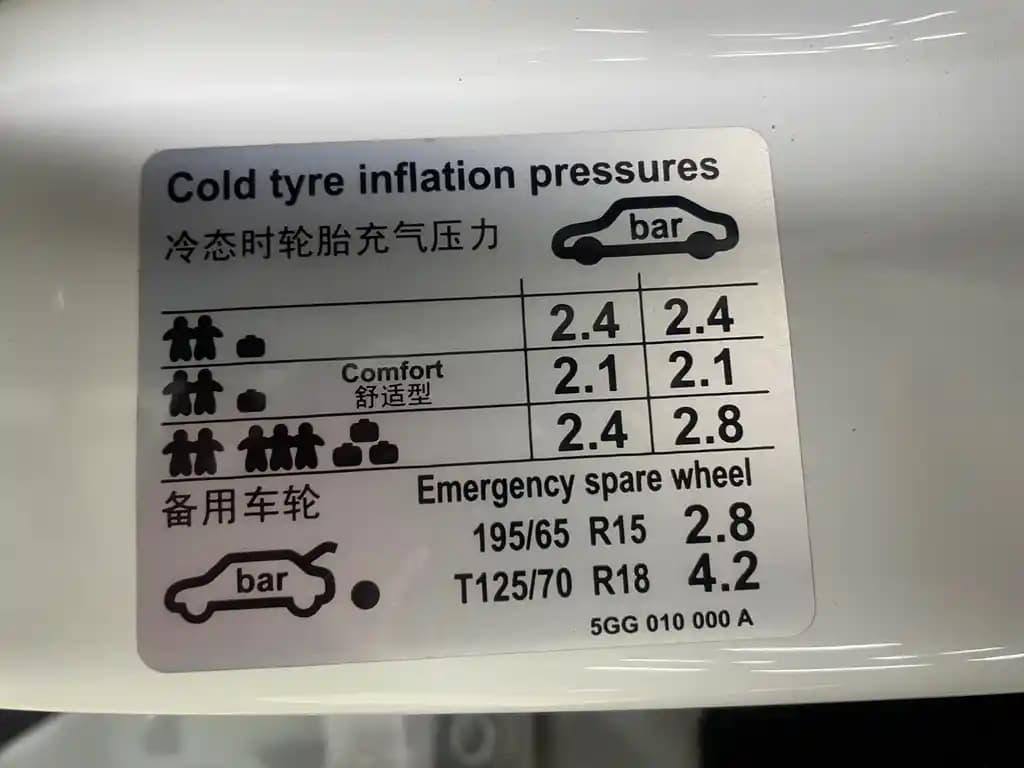 Cold tyre inflation pressures
冷态时轮胎充气压力
bar
2.4 2.4
Comfort
舒适型
2.1 2.1
2.4 2.8
备用车轮
Emergency spare wheel
195/65 R15 2.8
bar
T125/70 R18 4.2
5GG 010 000 A